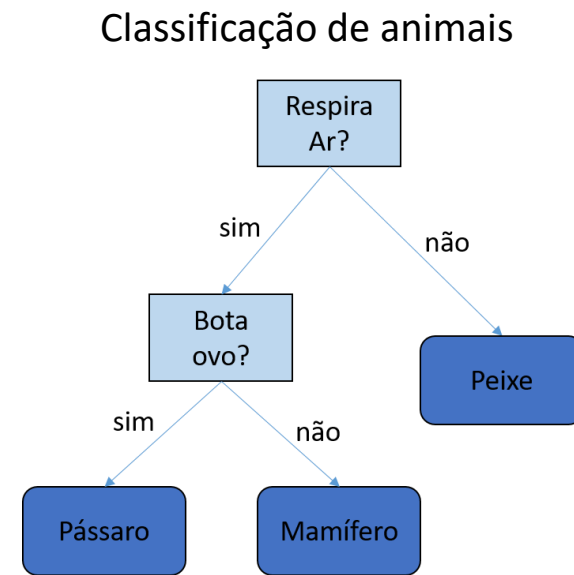 Classificação de animais
Respira
Ar?
sim
não
Bota
ovo?
Peixe
sim
não
Pássaro
Mamífero